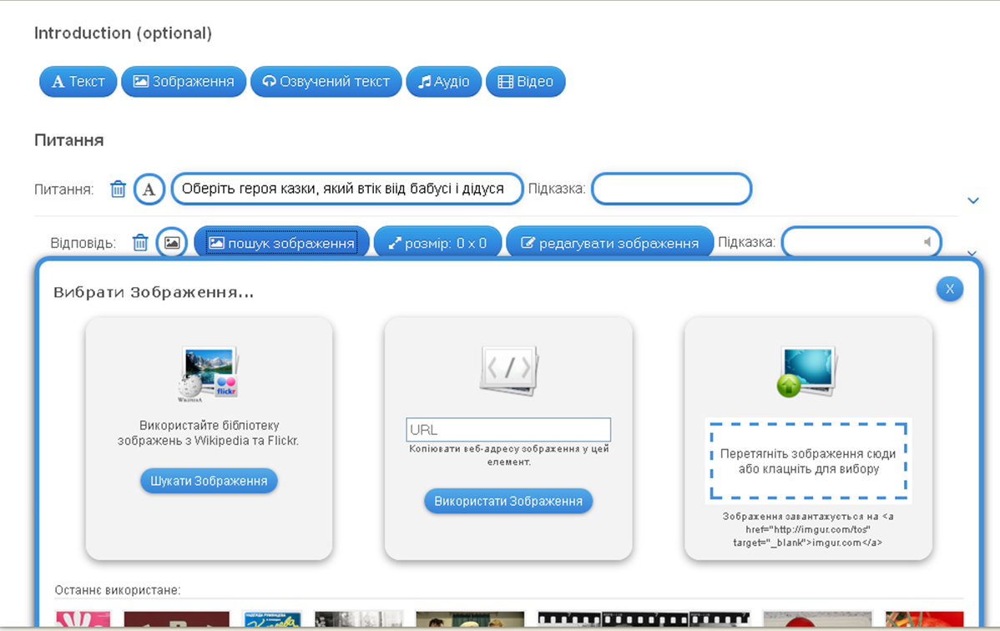 Introduction (optional)
A Текст Зображення Озвучений текст Аудіо Відео
Питання
Питання: A Оберіть героя казки, який втік віід бабусі і дідуся Підказка:
Відповідь: пошук зображення розмір: 0 x 0 редагувати зображення Підказка:
Вибрати Зображення...
X
WIKIPEDIA
flickr
Використайте бібліотеку
зображень з Wikipedia та Flickr.
Шукати Зображення
</>
URL
Копіювати веб-адресу зображення у цей
елемент.
Використати Зображення
Перетягніть зображення сюди
або клацніть для вибору
Зображення завантажується на <a
href="http://imgur.com/tos"
target="_blank">imgur.com</a>
Останнє використане: